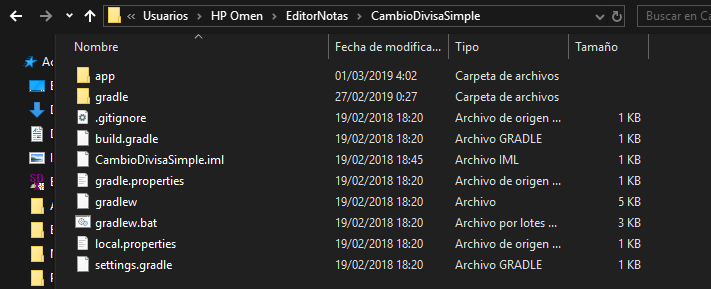 « Usuarios > HP Omen > EditorNotas > CambioDivisaSimple > Buscar en Ca
Nombre Fecha de modifica... Tipo Tamaño
app 01/03/2019 4:02 Carpeta de archivos
gradle 27/02/2019 0:27 Carpeta de archivos
.gitignore 19/02/2018 18:20 Archivo de origen ... 1 KB
build.gradle 19/02/2018 18:20 Archivo GRADLE 1 KB
CambioDivisaSimple.iml 19/02/2018 18:45 Archivo IML 1 KB
gradle.properties 19/02/2018 18:20 Archivo de origen ... 1 KB
gradlew 19/02/2018 18:20 Archivo 5 KB
gradlew.bat 19/02/2018 18:20 Archivo por lotes ... 3 KB
local.properties 19/02/2018 18:20 Archivo de origen ... 1 KB
settings.gradle 19/02/2018 18:20 Archivo GRADLE 1 KB